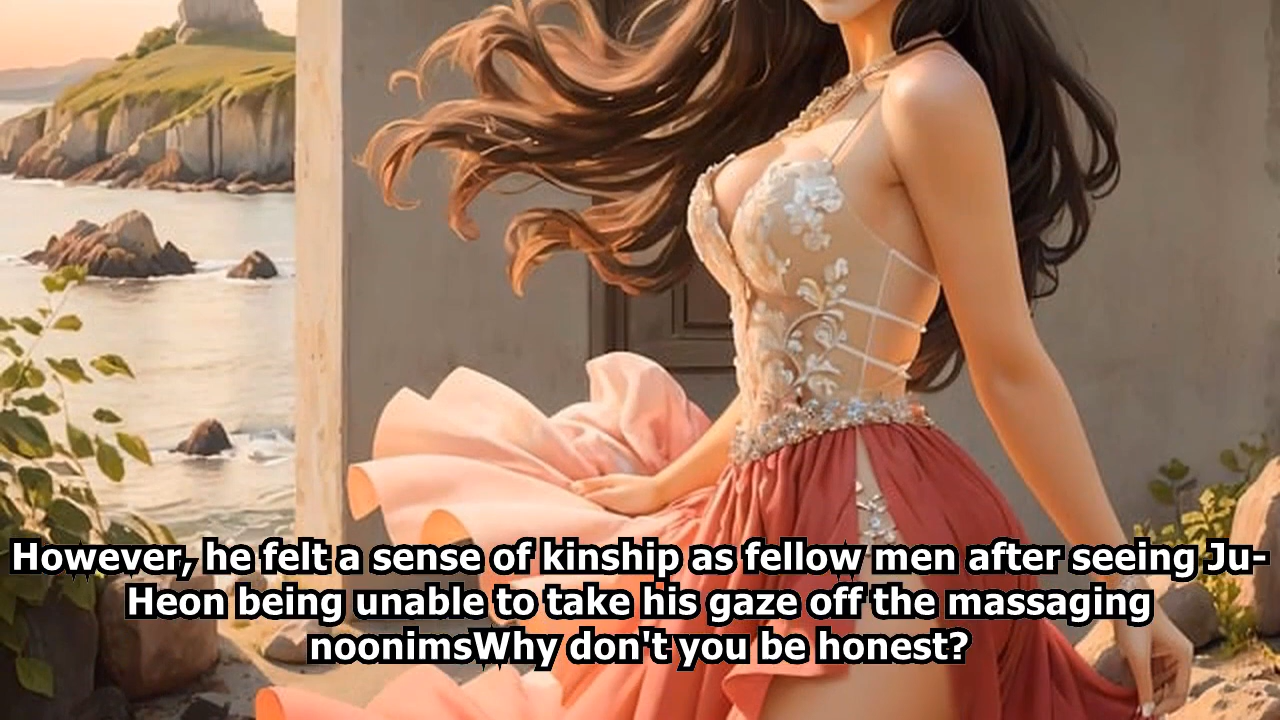 However, he felt a sense of kinship as fellow men after seeing Ju-
Heon being unable to take his gaze off the massaging
noonimsWhy don't you be honest?